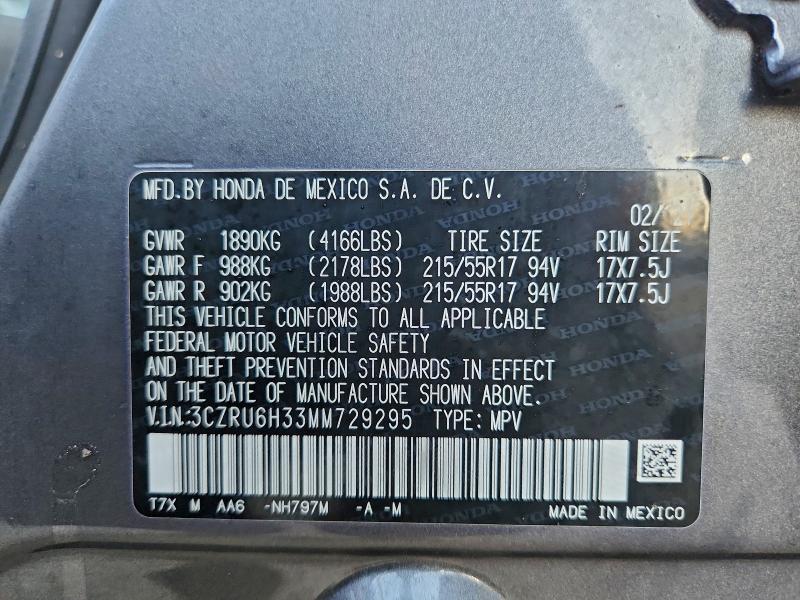 MFD.BY HONDA DE MEXICO S.A. DE C.V.
02/
GVWR 1890KG (4166LBS) TIRE SIZE RIM SIZE
GAWR F 988KG (2178LBS) 215/55R17 94V 17X7.5J
GAWR R 902KG (1988LBS) 215/55R17 94V 17X7.5J
THIS VEHICLE CONFORMS TO ALL APPLICABLE
FEDERAL MOTOR VEHICLE SAFETY
AND THEFT PREVENTION STANDARDS IN EFFECT
ON THE DATE OF MANUFACTURE SHOWN ABOVE.
V.I.N.:3CZRU6H33MM729295 TYPE: MPV
T7X M AA6 -NH797M -A -M MADE IN MEXICO